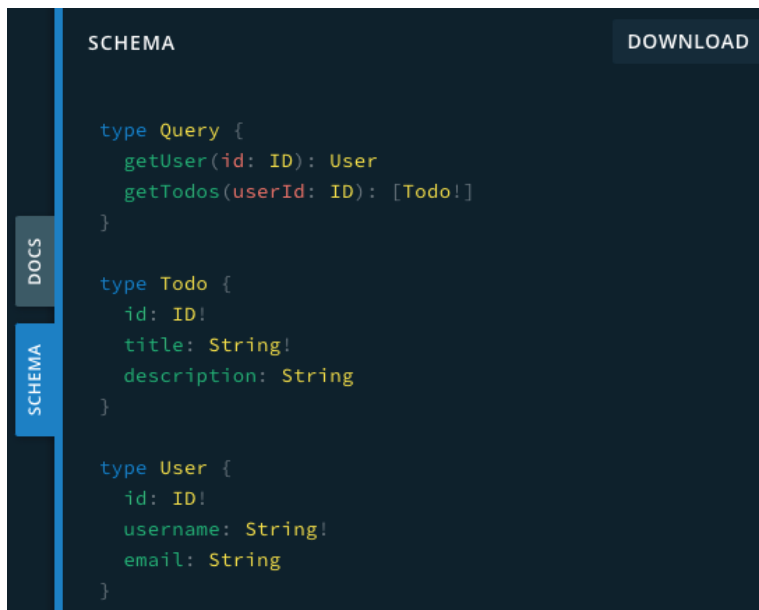 SCHEMA
DOWNLOAD
type Query {
  getUser(id: ID): User
  getTodos(userId: ID): [Todo!]
}
DOCS
type Todo {
  id: ID!
  title: String!
  description: String
}
SCHEMA
type User {
  id: ID!
  username: String!
  email: String
}